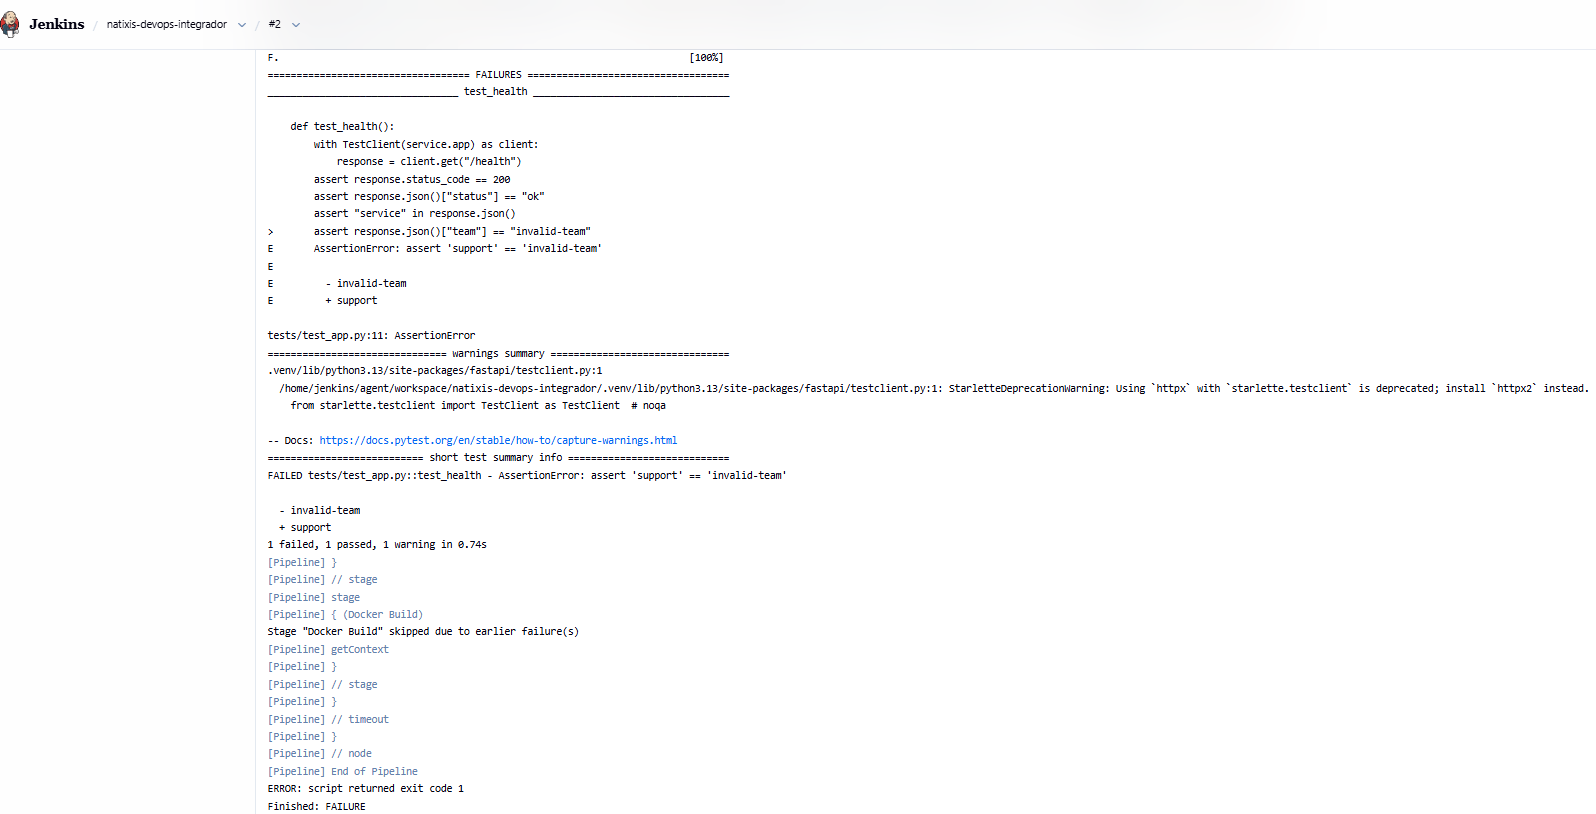 Jenkins / natixis-devops-integrador / #2
F. [100%]
=================================== FAILURES ===================================
_________________________________ test_health __________________________________
def test_health():
with TestClient(service.app) as client:
response = client.get("/health")
assert response.status_code == 200
assert response.json()["status"] == "ok"
assert "service" in response.json()
> assert response.json()["team"] == "invalid-team"
E AssertionError: assert 'support' == 'invalid-team'
E
E - invalid-team
E + support
tests/test_app.py:11: AssertionError
=============================== warnings summary ===============================
.venv/lib/python3.13/site-packages/fastapi/testclient.py:1
/home/jenkins/agent/workspace/natixis-devops-integrador/.venv/lib/python3.13/site-packages/fastapi/testclient.py:1: StarletteDeprecationWarning: Using `httpx` with `starlette.testclient` is deprecated; install `httpx2` instead.
from starlette.testclient import TestClient as TestClient # noqa
-- Docs: https://docs.pytest.org/en/stable/how-to/capture-warnings.html
=========================== short test summary info ============================
FAILED tests/test_app.py::test_health - AssertionError: assert 'support' == 'invalid-team'
- invalid-team
+ support
1 failed, 1 passed, 1 warning in 0.74s
[Pipeline] }
[Pipeline] // stage
[Pipeline] stage
[Pipeline] { (Docker Build)
Stage "Docker Build" skipped due to earlier failure(s)
[Pipeline] getContext
[Pipeline] }
[Pipeline] // stage
[Pipeline] }
[Pipeline] // timeout
[Pipeline] }
[Pipeline] // node
[Pipeline] End of Pipeline
ERROR: script returned exit code 1
Finished: FAILURE